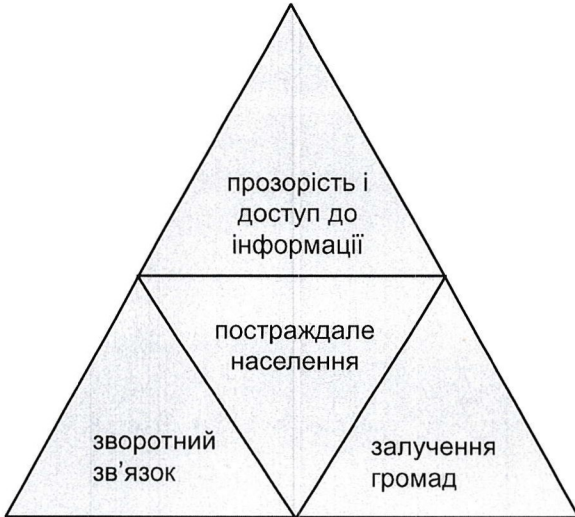 прозорість і
доступ до
інформації
постраждале
населення
зворотний
зв'язок
залучення
громад